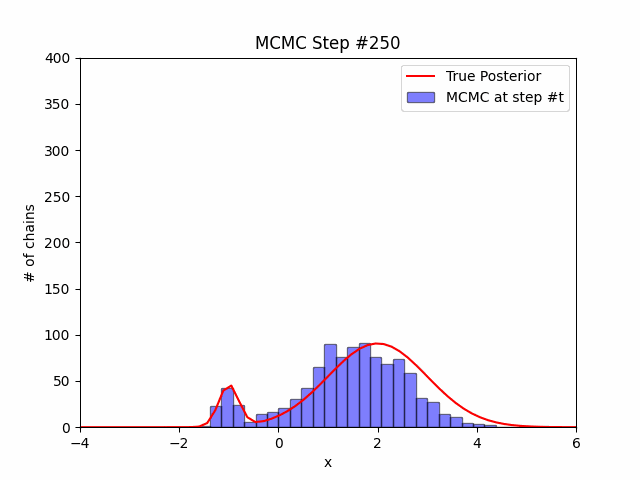 MCMC Step #250
True Posterior
MCMC at step #t
# of chains
400
350
300
250
200
150
100
50
0
−4 −2 0 2 4 6
x